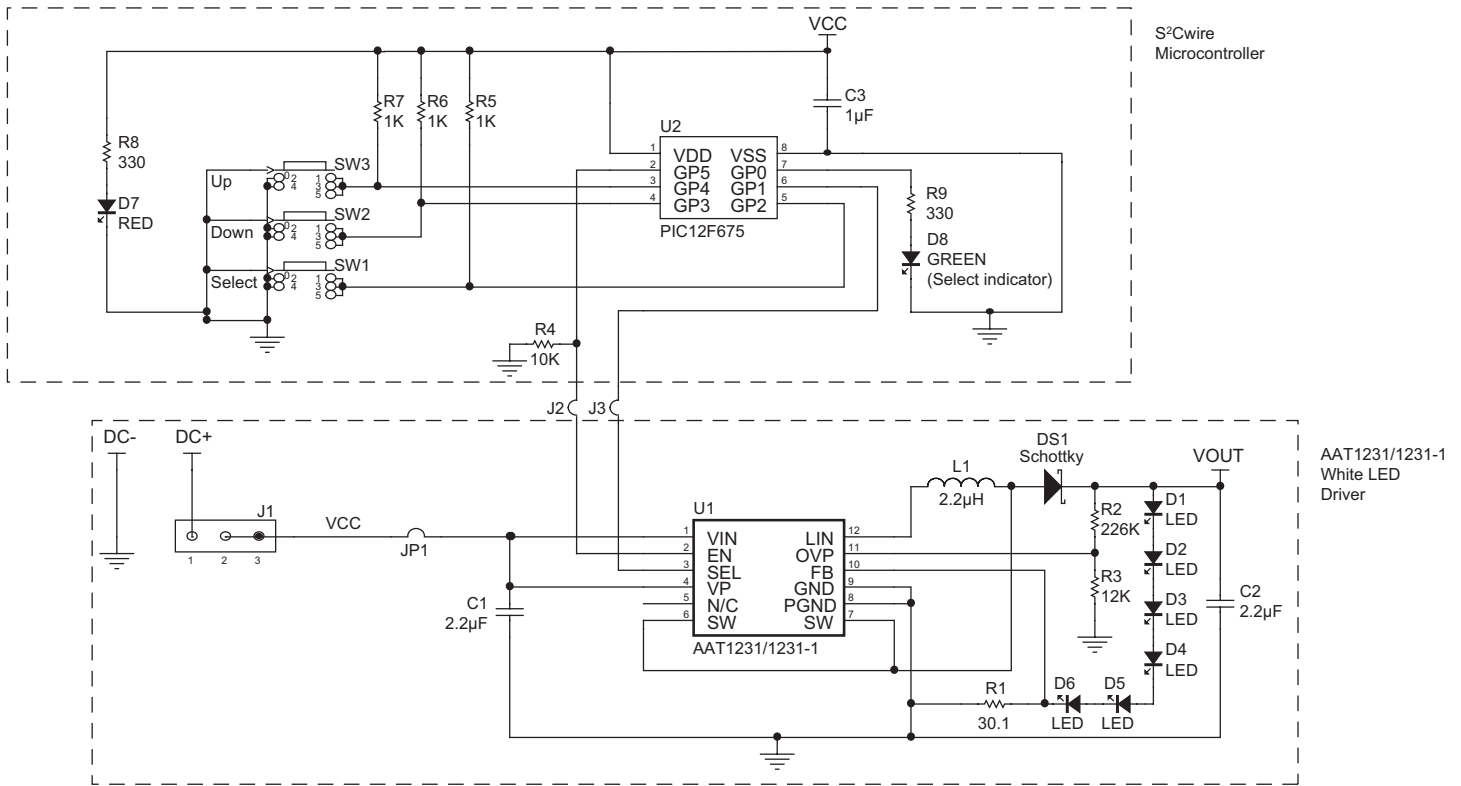 VCC
S²Cwire
Microcontroller
R7
1K
R6
1K
R5
1K
C3
1µF
R8
330
D7
RED
Up
Down
Select
SW3
0 2
4
1
3
5
SW2
0 2
4
1
3
5
SW1
0 2
4
1
3
5
U2
1 VDD VSS 8
2 GP5 GP0 7
3 GP4 GP1 6
4 GP3 GP2 5
PIC12F675
R9
330
D8
GREEN
(Select indicator)
R4
10K
J2
J3
DC-
DC+
J1
1 2 3
VCC
JP1
C1
2.2µF
U1
1 VIN LIN 12
2 EN OVP 11
3 SEL FB 10
4 VP GND 9
5 N/C PGND 8
6 SW SW 7
AAT1231/1231-1
L1
2.2µH
DS1
Schottky
VOUT
R2
226K
R3
12K
D1
LED
D2
LED
D3
LED
D4
LED
D5
LED
D6
LED
R1
30.1
C2
2.2µF
AAT1231/1231-1
White LED
Driver